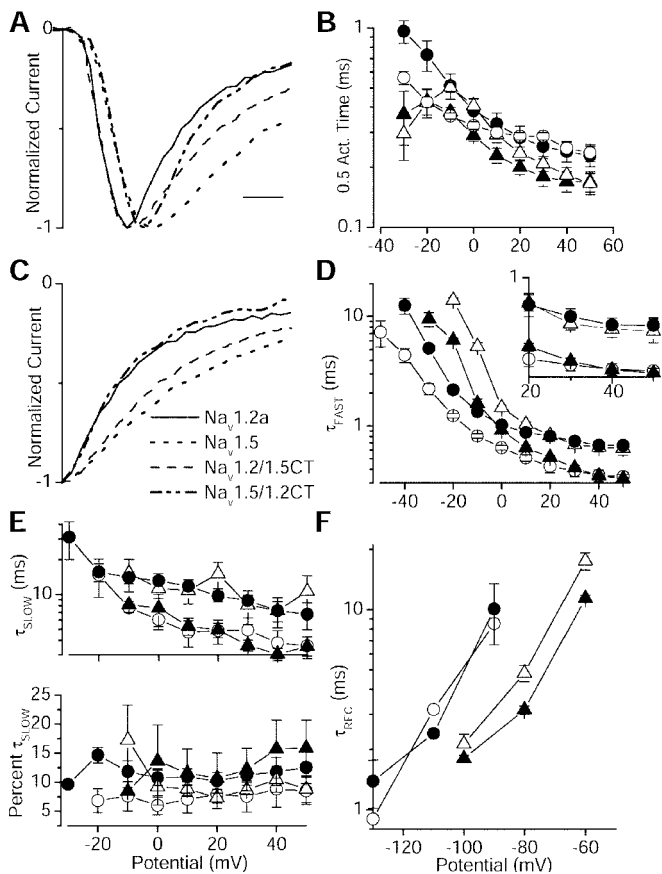 A
0
Normalized Current
-1
B
1
0.5 Act. Time (ms)
0.1
-40 -20 0 20 40 60
C
0
Normalized Current
-1
Nav1.2a
Nav1.5
Nav1.2/1.5CT
Nav1.5/1.2CT
D
10
τFAST (ms)
1
-40 -20 0 20 40
1
20 40
E
10
τSLOW (ms)
25
20
15
10
5
Percent τSLOW
-20 0 20 40
Potential (mV)
F
10
τREC (ms)
1
-120 -100 -80 -60
Potential (mV)